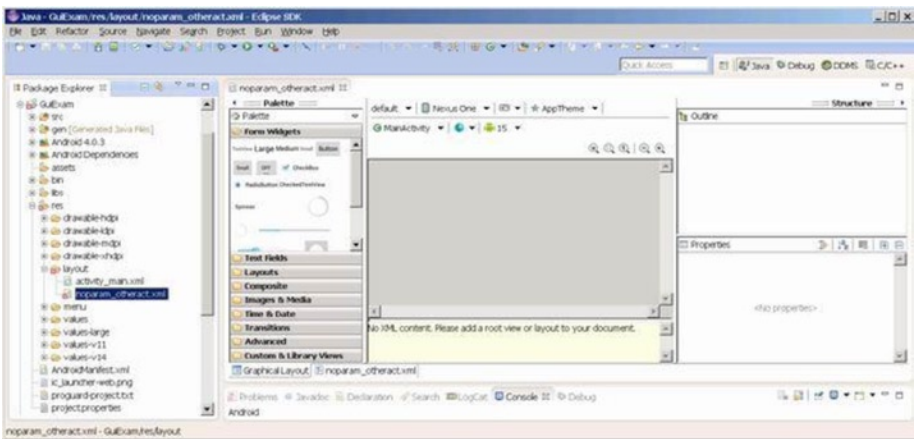 Java - GuiExam/res/layout/noparam_otheract.xml - Eclipse SDK
File Edit Refactor Source Navigate Search Project Run Window Help
Quick Access
Java Debug DDMS C/C++
Package Explorer
GuiExam
src
gen [Generated Java Files]
Android 4.0.3
Android Dependencies
assets
bin
libs
res
drawable-hdpi
drawable-ldpi
drawable-mdpi
drawable-xhdpi
layout
activity_main.xml
noparam_otheract.xml
menu
values
values-large
values-v11
values-v14
AndroidManifest.xml
ic_launcher-web.png
proguard-project.txt
project.properties
noparam_otheract.xml
Palette
Palette
Form Widgets
TextView Large Medium Small Button
Small OFF CheckBox
RadioButton CheckedTextView
Spinner
Text Fields
Layouts
Composite
Images & Media
Time & Date
Transitions
Advanced
Custom & Library Views
default Nexus One AppTheme
MainActivity 15
No XML content. Please add a root view or layout to your document.
Graphical Layout noparam_otheract.xml
Structure
Outline
Properties
<No properties>
Problems Javadoc Declaration Search LogCat Console Debug
Android
noparam_otheract.xml - GuiExam/res/layout